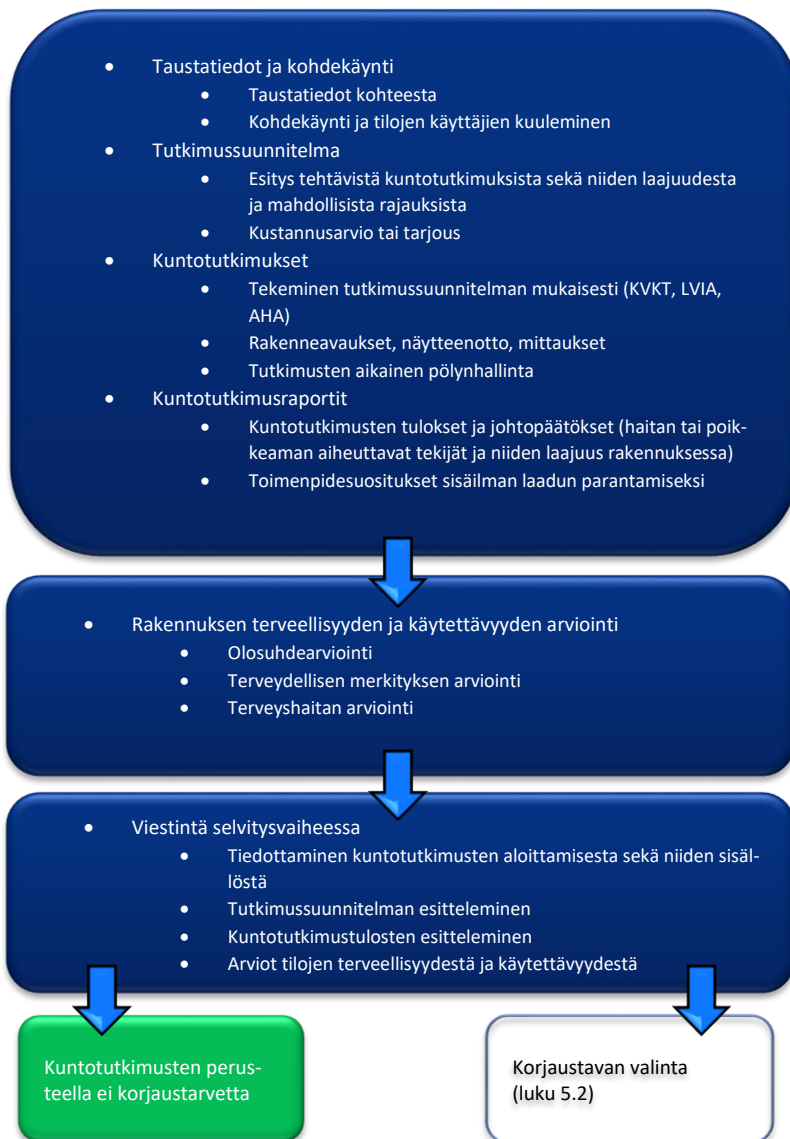 • Taustatiedot ja kohdekäynti
• Taustatiedot kohteesta
• Kohdekäynti ja tilojen käyttäjien kuuleminen
• Tutkimussuunnitelma
• Esitys tehtävistä kuntotutkimuksista sekä niiden laajuudesta
ja mahdollisista rajauksista
• Kustannusarvio tai tarjous
• Kuntotutkimukset
• Tekeminen tutkimussuunnitelman mukaisesti (KVKT, LVIA,
AHA)
• Rakenneavaukset, näytteenotto, mittaukset
• Tutkimusten aikainen pölynhallinta
• Kuntotutkimusraportit
• Kuntotutkimusten tulokset ja johtopäätökset (haitan tai poik-
keaman aiheuttavat tekijät ja niiden laajuus rakennuksessa)
• Toimenpidesuositukset sisäilman laadun parantamiseksi
• Rakennuksen terveellisyyden ja käytettävyyden arviointi
• Olosuhdearviointi
• Terveydellisen merkityksen arviointi
• Terveyshaitan arviointi
• Viestintä selvitysvaiheessa
• Tiedottaminen kuntotutkimusten aloittamisesta sekä niiden sisäl-
löstä
• Tutkimussuunnitelman esitteleminen
• Kuntotutkimustulosten esitteleminen
• Arviot tilojen terveellisyydestä ja käytettävyydestä
Kuntotutkimusten perus-
teella ei korjaustarvetta
Korjaustavan valinta
(luku 5.2)